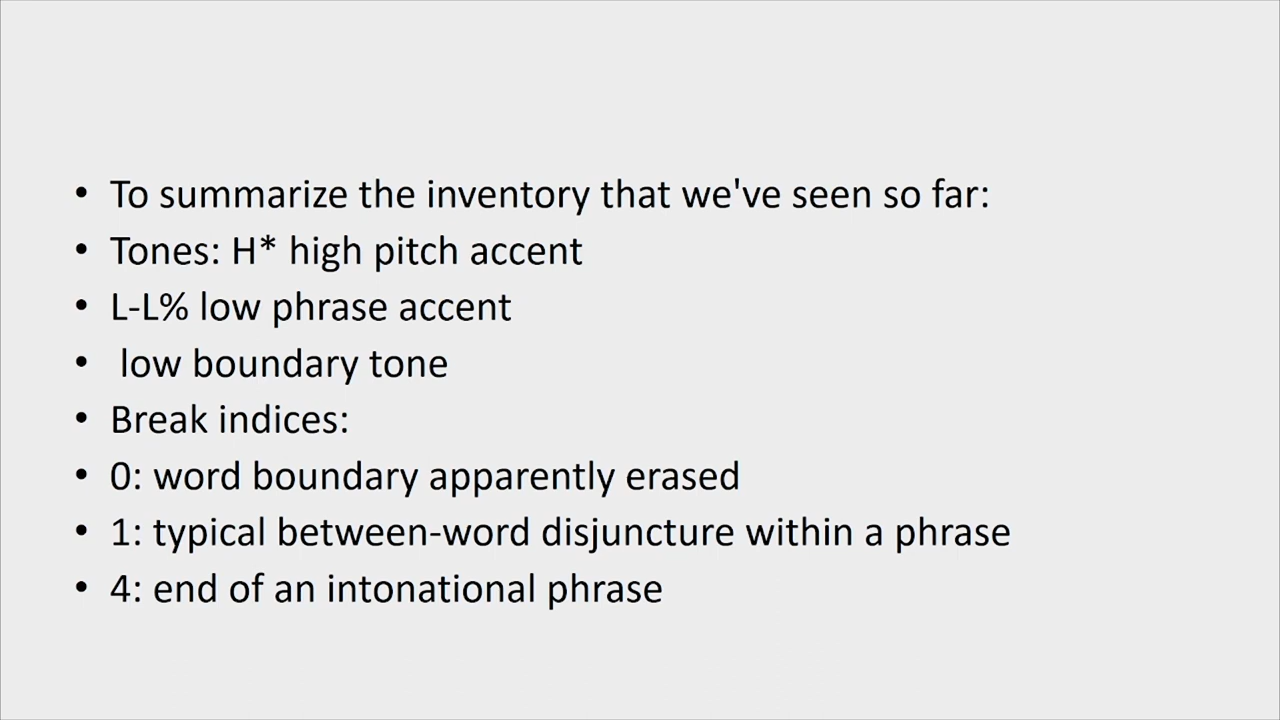 • To summarize the inventory that we've seen so far:
• Tones: H* high pitch accent
• L-L% low phrase accent
• low boundary tone
• Break indices:
• 0: word boundary apparently erased
• 1: typical between-word disjuncture within a phrase
• 4: end of an intonational phrase